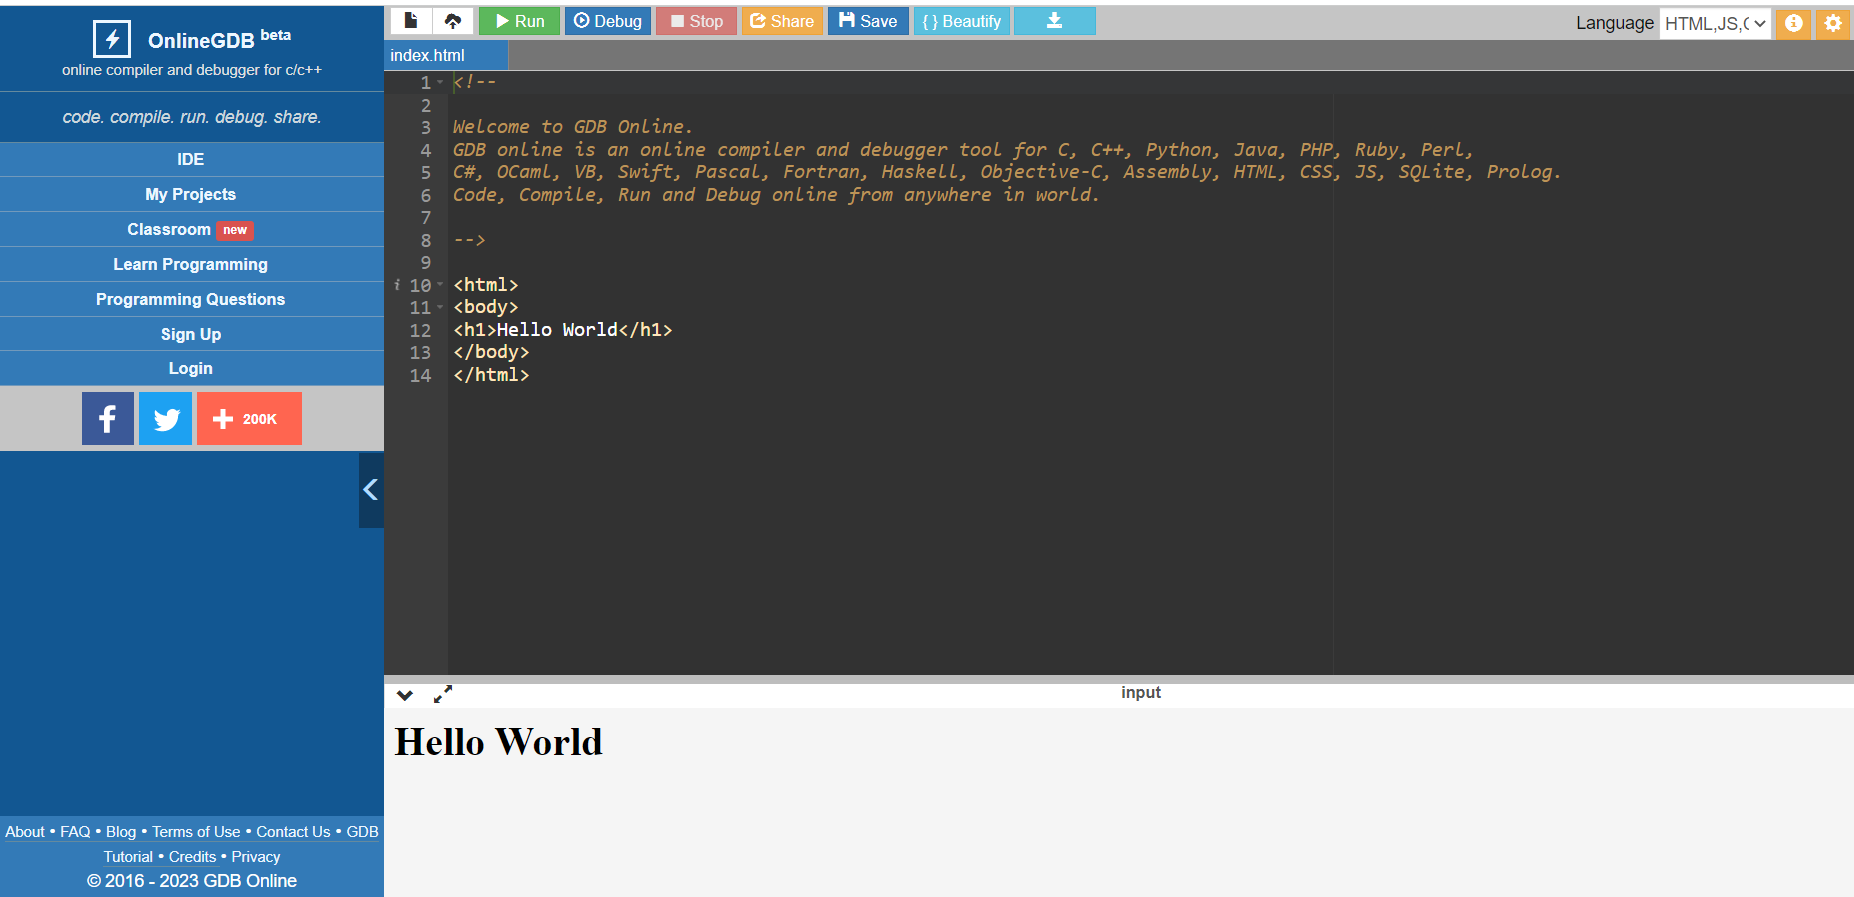 OnlineGDB beta
online compiler and debugger for c/c++
code. compile. run. debug. share.
IDE
My Projects
Classroom new
Learn Programming
Programming Questions
Sign Up
Login
200K
About • FAQ • Blog • Terms of Use • Contact Us • GDB
Tutorial • Credits • Privacy
© 2016 - 2023 GDB Online
Run Debug Stop Share Save { } Beautify
Language HTML,JS,C
index.html
1 <!--
2
3 Welcome to GDB Online.
4 GDB online is an online compiler and debugger tool for C, C++, Python, Java, PHP, Ruby, Perl,
5 C#, OCaml, VB, Swift, Pascal, Fortran, Haskell, Objective-C, Assembly, HTML, CSS, JS, SQLite, Prolog.
6 Code, Compile, Run and Debug online from anywhere in world.
7
8 -->
9
i 10 <html>
11 <body>
12 <h1>Hello World</h1>
13 </body>
14 </html>
input
Hello World